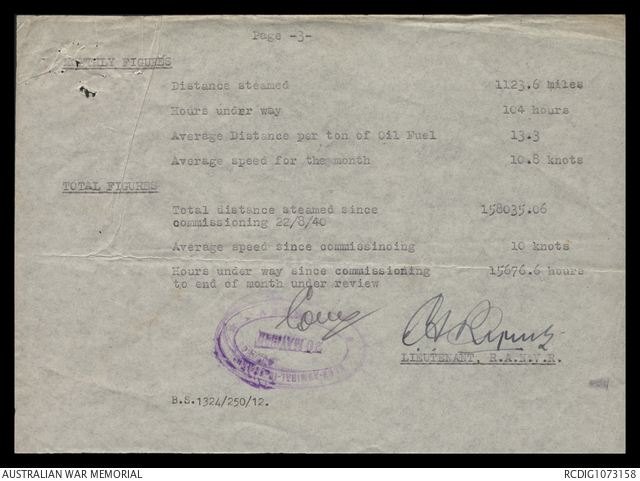 Page -3-
MONTHLY FIGURES
Distance steamed 1123.6 miles
Hours under way 104 hours
Average Distance per ton of Oil Fuel 13.3
Average speed for the month 10.8 knots
TOTAL FIGURES
Total distance steamed since
commissioning 22/8/40 158035.06
Average speed since commissinoing 10 knots
Hours under way since commissioning 15676.6 hours
to end of month under review
Copy
LIEUTENANT, R.A.N.V.R.
B.S.1324/250/12.
AUSTRALIAN WAR MEMORIAL
RCDIG1073158